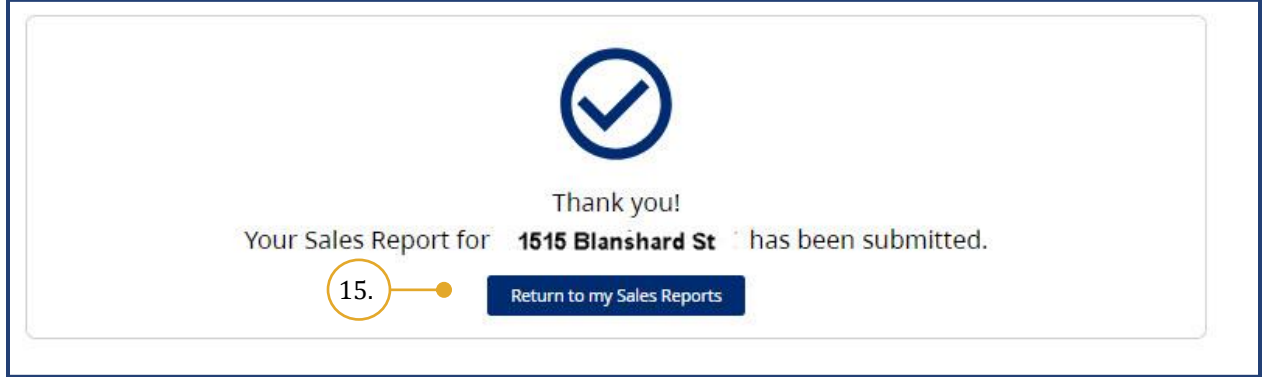 Thank you!
Your Sales Report for 1515 Blanshard St has been submitted.
15.
Return to my Sales Reports